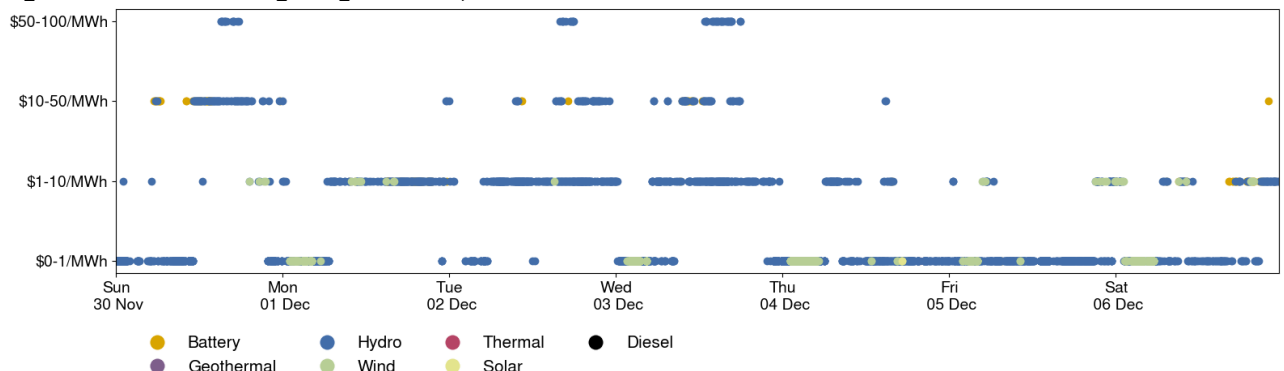 $50-100/MWh
$10-50/MWh
$1-10/MWh
$0-1/MWh
Sun Mon Tue Wed Thu Fri Sat
30 Nov 01 Dec 02 Dec 03 Dec 04 Dec 05 Dec 06 Dec
Battery Hydro Thermal Diesel
Geothermal Wind Solar